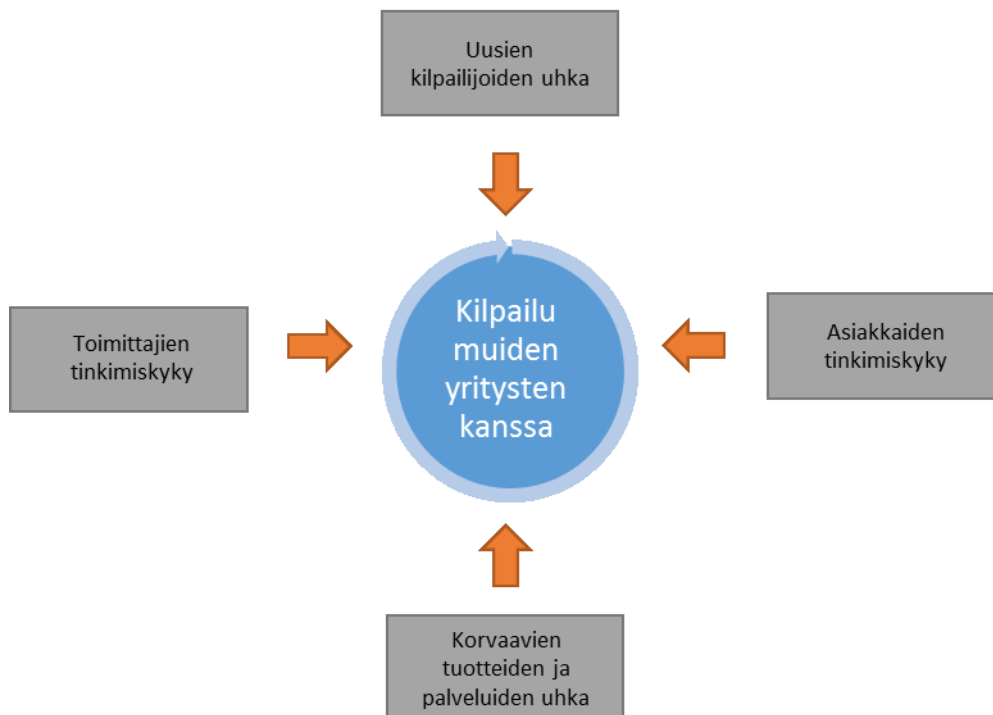 Uusien
kilpailijoiden uhka
Toimittajien
tinkimiskyky
Kilpailu
muiden
yritysten
kanssa
Asiakkaiden
tinkimiskyky
Korvaavien
tuotteiden ja
palveluiden uhka